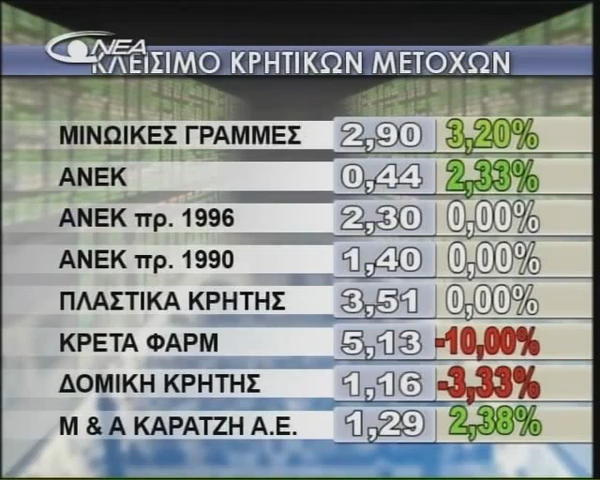 ΝΕΑ
ΚΛΕΙΣΙΜΟ ΚΡΗΤΙΚΩΝ ΜΕΤΟΧΩΝ
ΜΙΝΩΙΚΕΣ ΓΡΑΜΜΕΣ 2,90 3,20%
ΑΝΕΚ 0,44 2,33%
ΑΝΕΚ πρ. 1996 2,30 0,00%
ΑΝΕΚ πρ. 1990 1,40 0,00%
ΠΛΑΣΤΙΚΑ ΚΡΗΤΗΣ 3,51 0,00%
ΚΡΕΤΑ ΦΑΡΜ 5,13 -10,00%
ΔΟΜΙΚΗ ΚΡΗΤΗΣ 1,16 -3,33%
Μ & Α ΚΑΡΑΤΖΗ Α.Ε. 1,29 2,38%